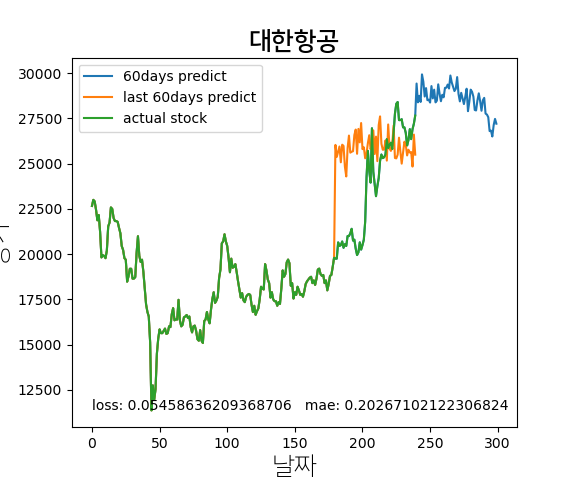 대한항공
60days predict
last 60days predict
actual stock
30000
27500
25000
22500
20000
17500
15000
12500
loss: 0.05458636209368706 mae: 0.20267102122306824
0 50 100 150 200 250 300
날짜